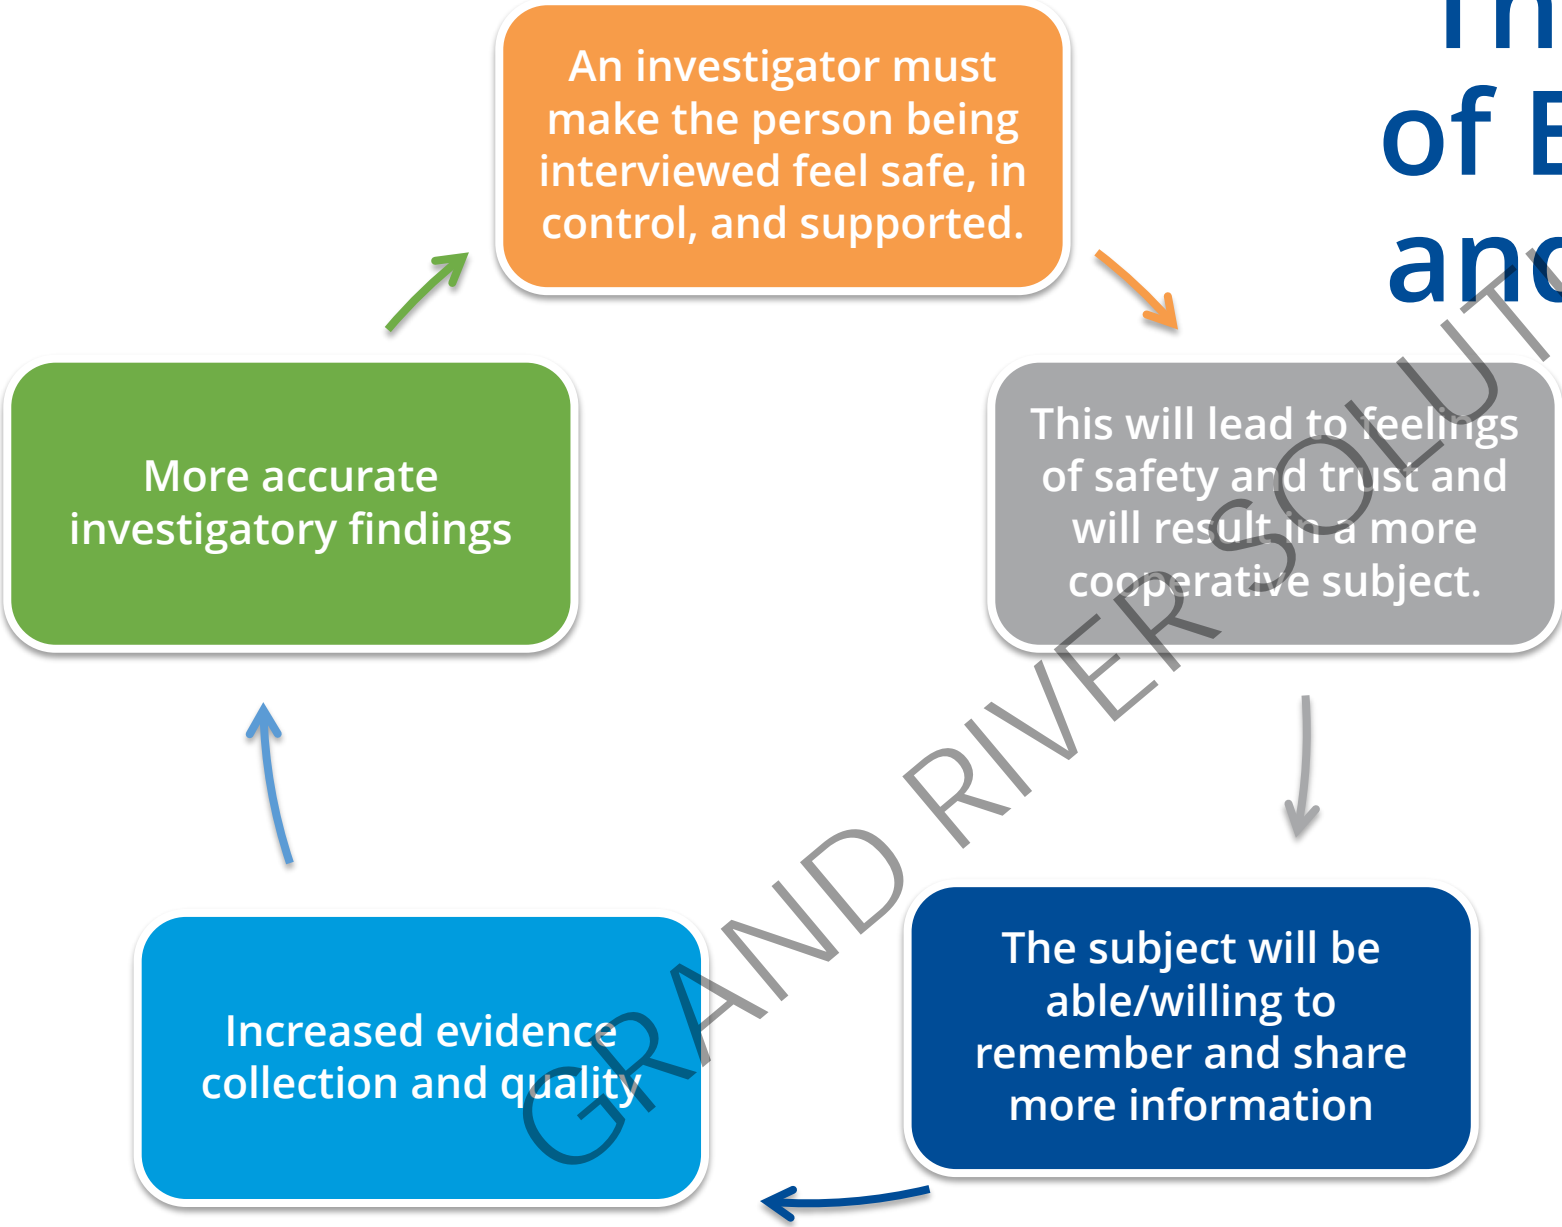 Th
of E
and
An investigator must
make the person being
interviewed feel safe, in
control, and supported.
This will lead to feelings
of safety and trust and
will result in a more
cooperative subject.
The subject will be
able/willing to
remember and share
more information
Increased evidence
collection and quality
More accurate
investigatory findings
GRAND RIVER SOLUT